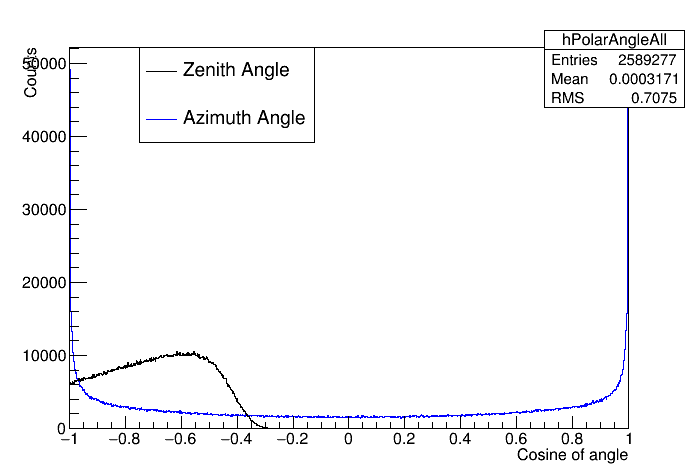 hPolarAngleAll
Entries 2589277
Mean 0.0003171
RMS 0.7075
Zenith Angle
Azimuth Angle
Counts
50000
40000
30000
20000
10000
0
−1 −0.8 −0.6 −0.4 −0.2 0 0.2 0.4 0.6 0.8 1
Cosine of angle